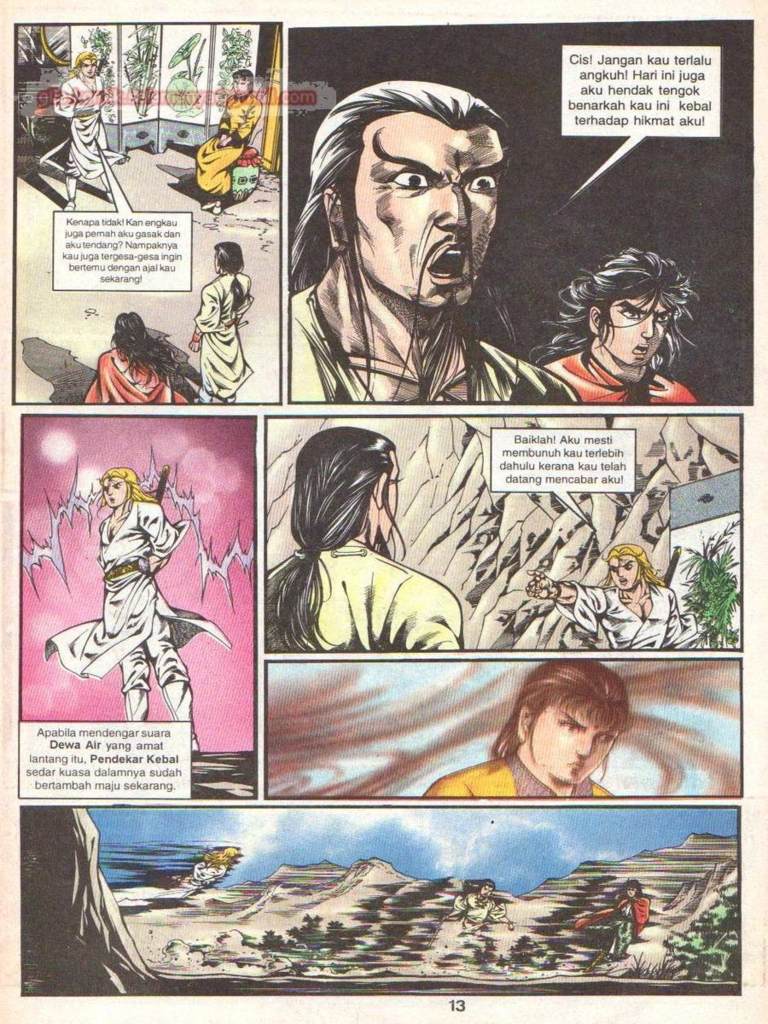 Kenapa tidak! Kan engkau
juga pernah aku gasak dan
aku tendang? Nampaknya
kau juga tergesa-gesa ingin
bertemu dengan ajal kau
sekarang!
Cis! Jangan kau terlalu
angkuh! Hari ini juga
aku hendak tengok
benarkah kau ini kebal
terhadap hikmat aku!
Apabila mendengar suara
Dewa Air yang amat
lantang itu, Pendekar Kebal
sedar kuasa dalamnya sudah
bertambah maju sekarang.
Baiklah! Aku mesti
membunuh kau terlebih
dahulu kerana kau telah
datang mencabar aku!
13